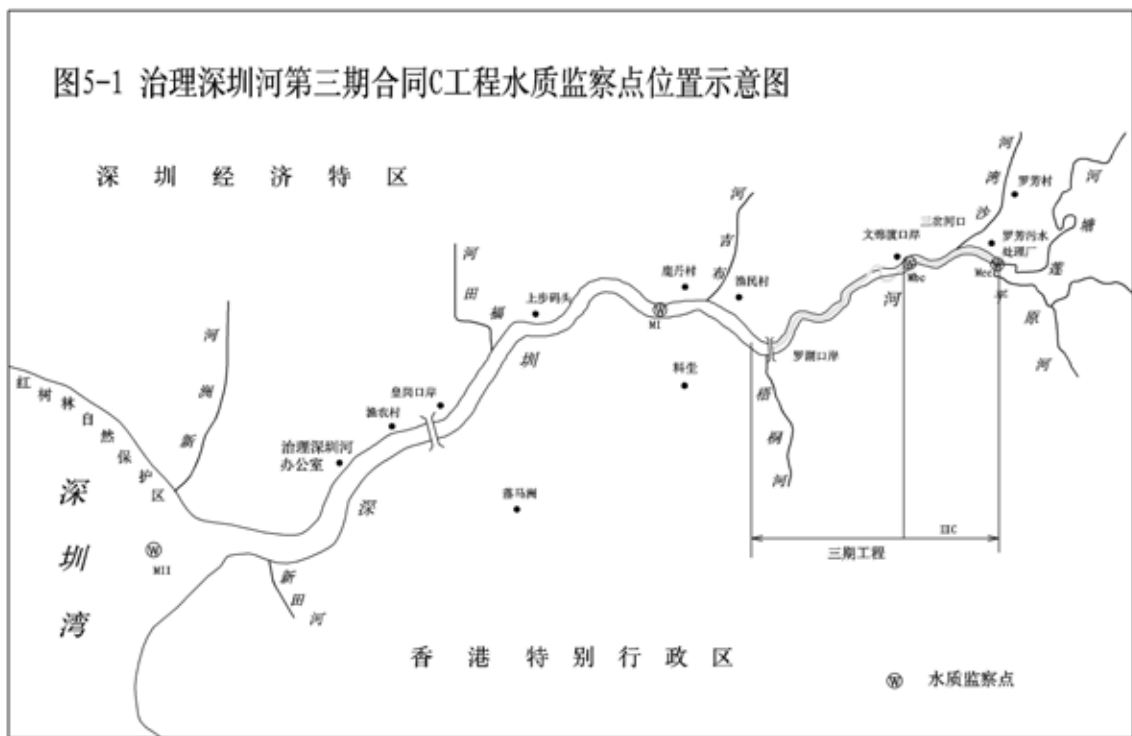 图5-1 治理深圳河第三期合同C工程水质监察点位置示意图
深圳经济特区
河湾沙
罗芳村
河塘莲
三岔河口
文锦渡口岸
罗芳污水
处理厂
Mbc
Mcc
平原河
河吉布
鹿丹村
渔民村
MI
河田福
上步码头
罗湖口岸
料壆
梧桐河
河洲新
皇岗口岸
渔农村
治理深圳河
办公室
红树林自然保护区
深圳河
落马洲
深圳湾
MII
新田河
IIIC
三期工程
香港特别行政区
W 水质监察点